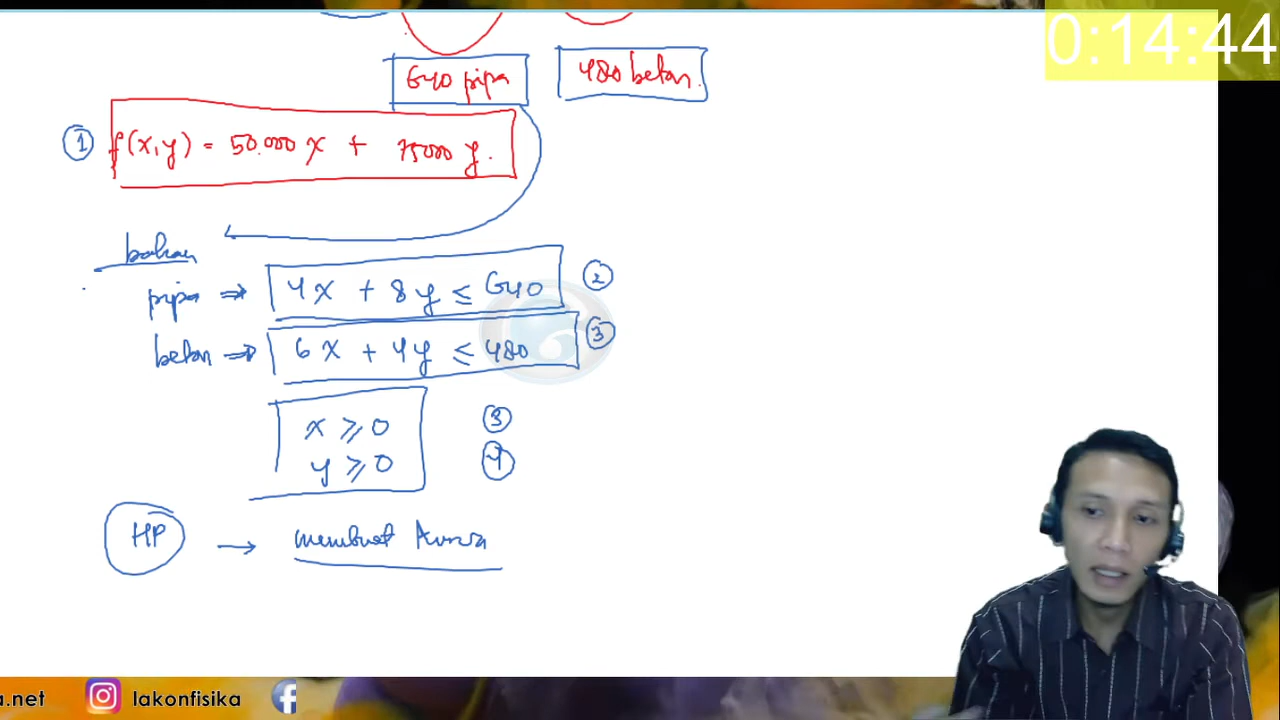 0:14:44
640 pipa
480 beton.
① f(x,y) = 50.000 x + 75000 y.
bahan
pipa ⇒ 4x + 8y ≤ 640 ②
beton ⇒ 6x + 4y ≤ 480 ③
x ≥ 0 ③
y ≥ 0 ④
HP → membuat kurva
a.net lakonfisika